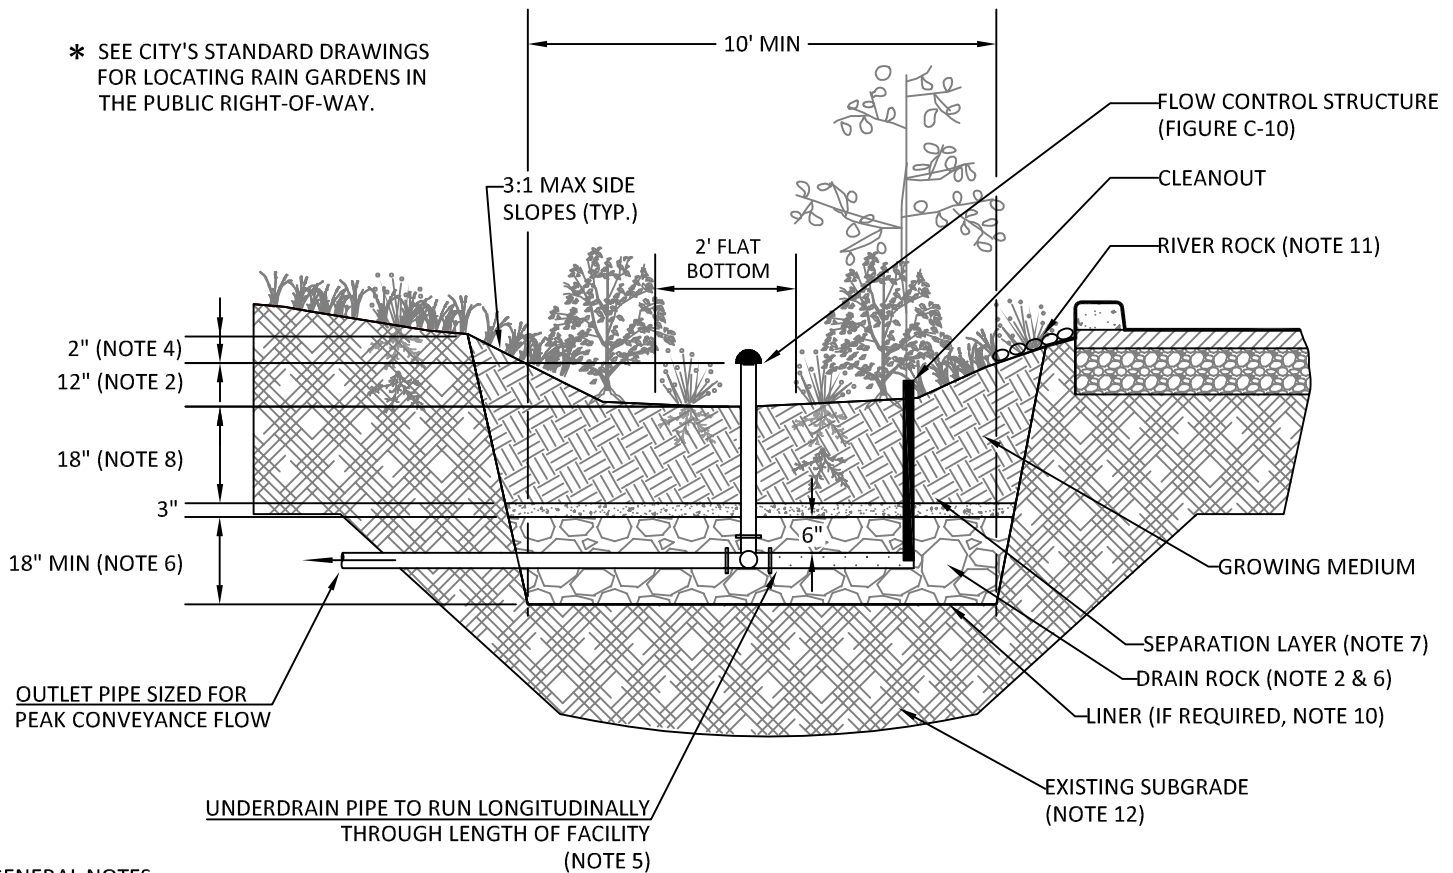 * SEE CITY'S STANDARD DRAWINGS
FOR LOCATING RAIN GARDENS IN
THE PUBLIC RIGHT-OF-WAY.
10' MIN
FLOW CONTROL STRUCTURE
(FIGURE C-10)
CLEANOUT
3:1 MAX SIDE
SLOPES (TYP.)
2' FLAT
BOTTOM
RIVER ROCK (NOTE 11)
2" (NOTE 4)
12" (NOTE 2)
18" (NOTE 8)
3"
18" MIN (NOTE 6)
6"
GROWING MEDIUM
SEPARATION LAYER (NOTE 7)
DRAIN ROCK (NOTE 2 & 6)
LINER (IF REQUIRED, NOTE 10)
OUTLET PIPE SIZED FOR
PEAK CONVEYANCE FLOW
EXISTING SUBGRADE
(NOTE 12)
UNDERDRAIN PIPE TO RUN LONGITUDINALLY
THROUGH LENGTH OF FACILITY
(NOTE 5)
GENERAL NOTES